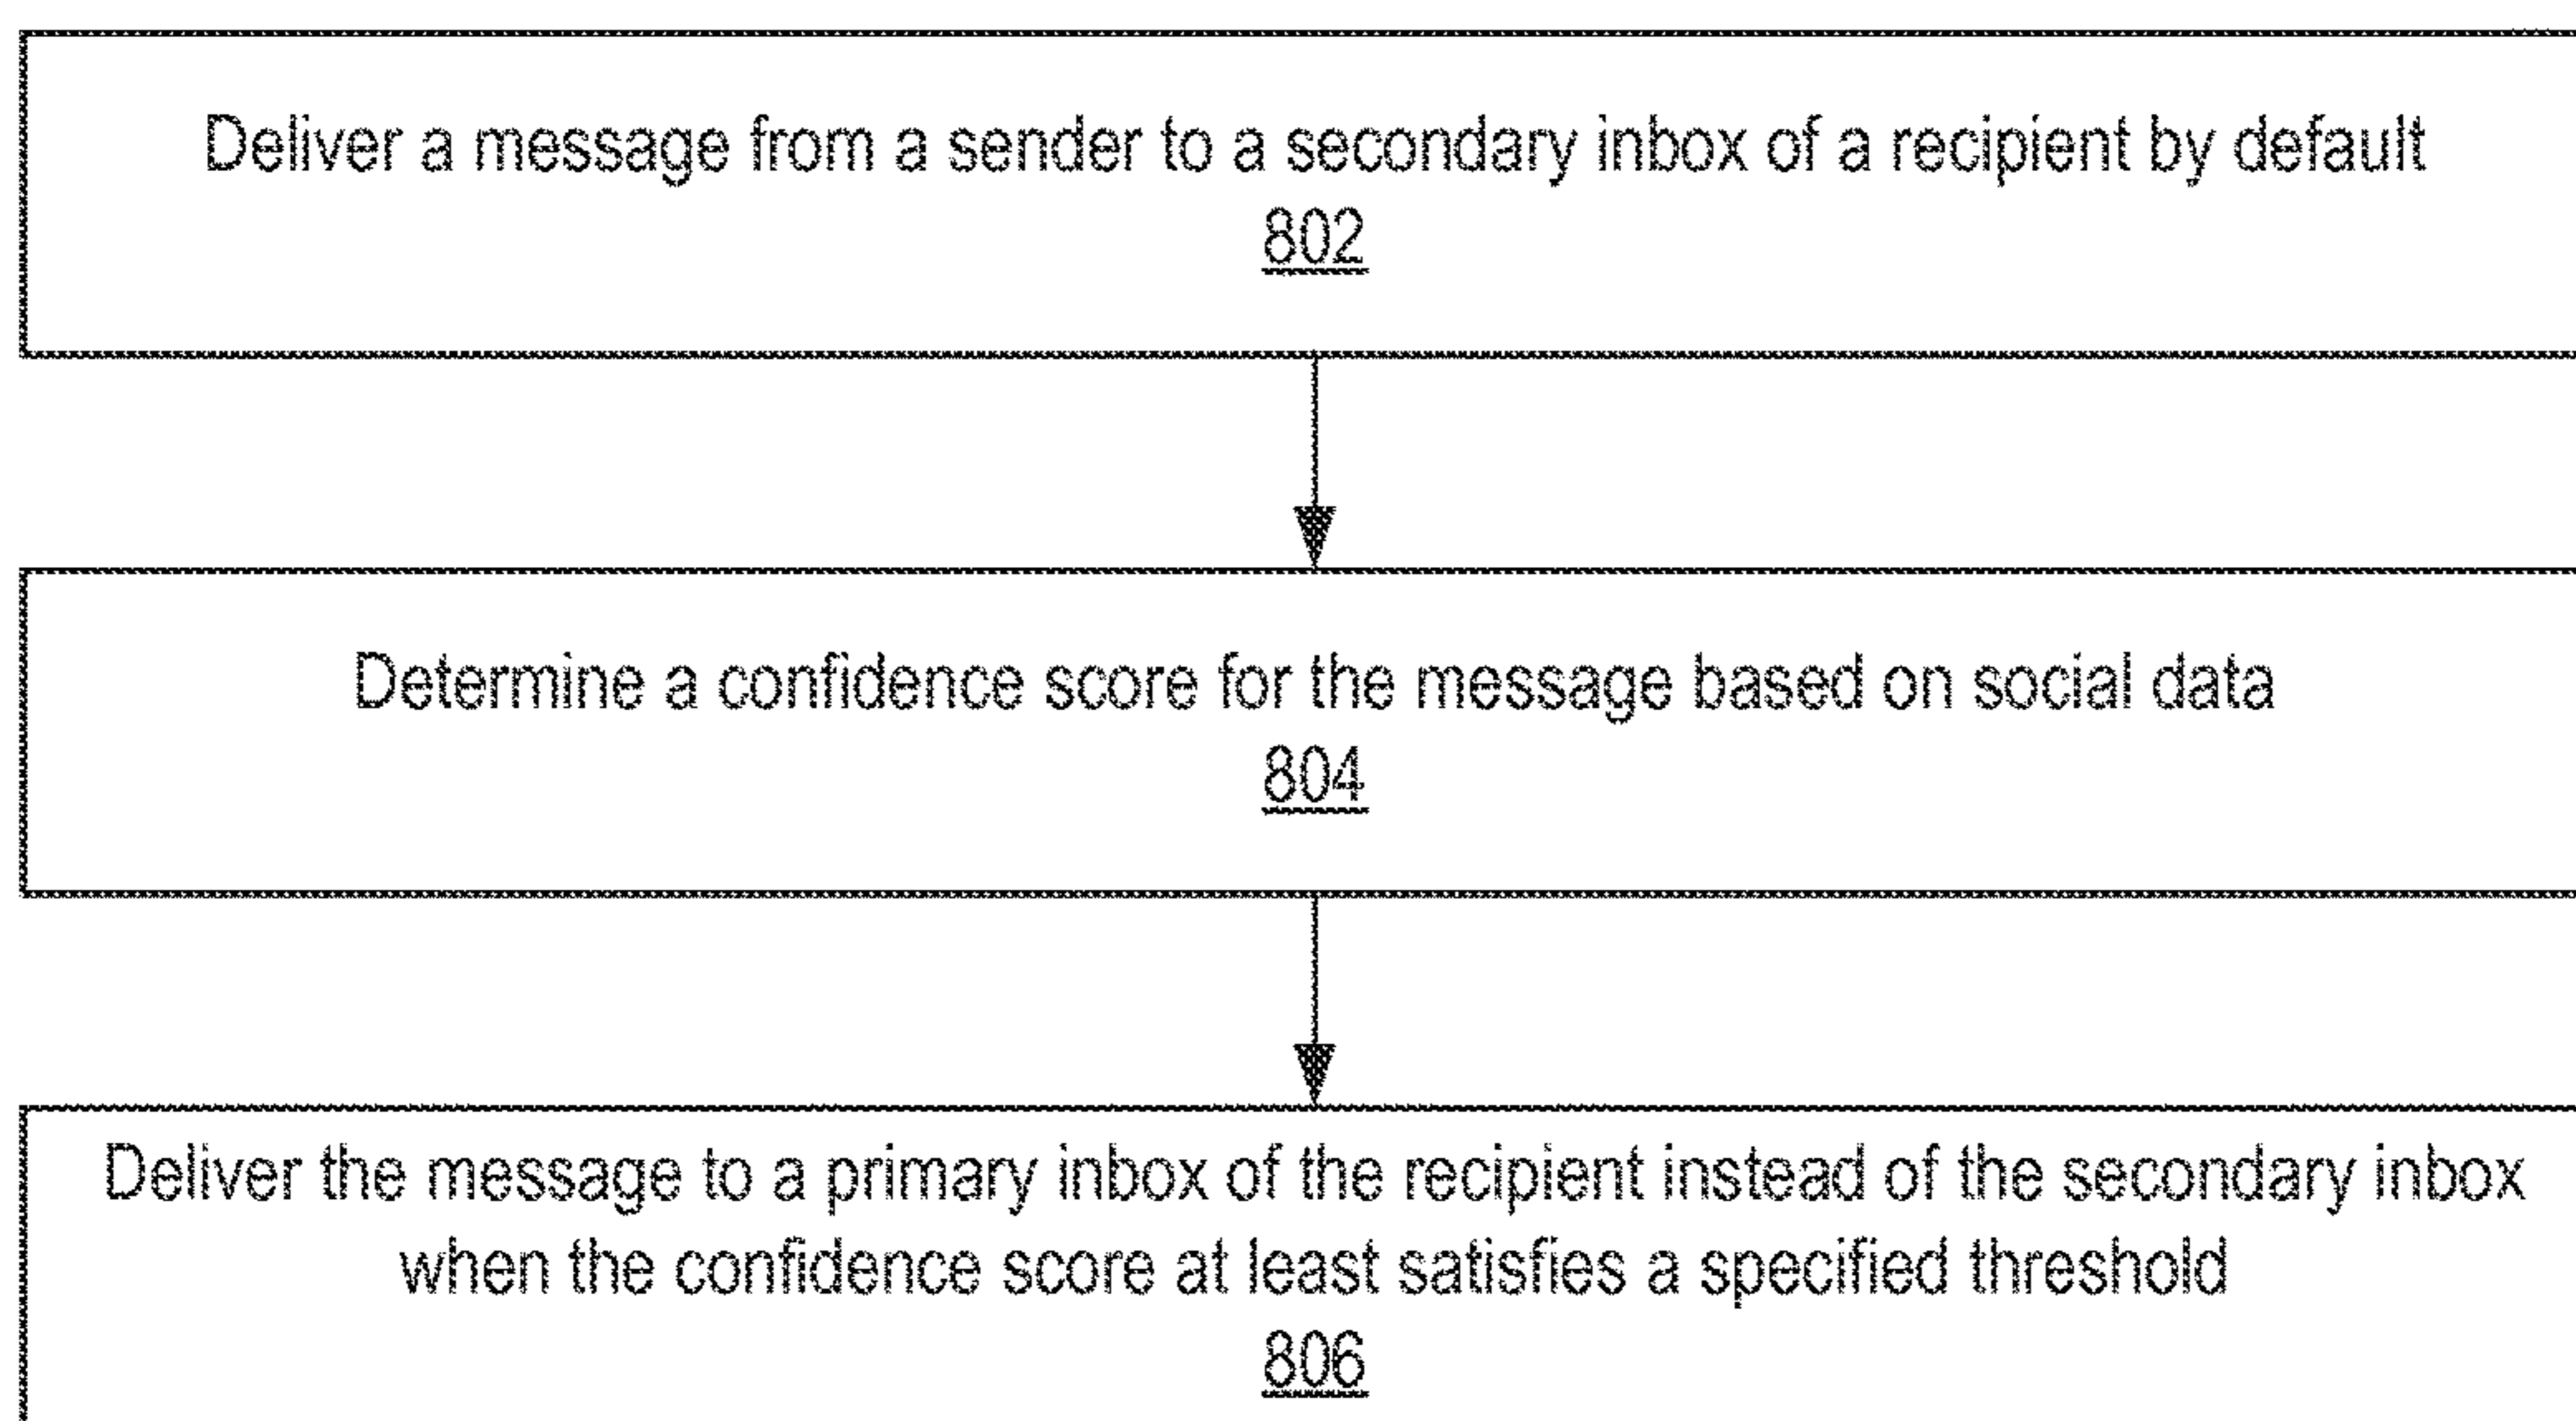 Deliver a message from a sender to a secondary inbox of a recipient by default
802
Determine a confidence score for the message based on social data
804
Deliver the message to a primary inbox of the recipient instead of the secondary inbox
when the confidence score at least satisfies a specified threshold
806